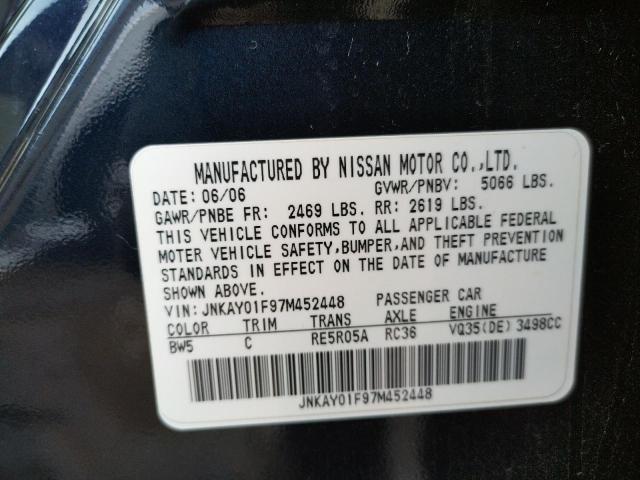 MANUFACTURED BY NISSAN MOTOR CO.,LTD.
DATE: 06/06 GVWR/PNBV: 5066 LBS.
GAWR/PNBE FR: 2469 LBS. RR: 2619 LBS.
THIS VEHICLE CONFORMS TO ALL APPLICABLE FEDERAL
MOTOR VEHICLE SAFETY,BUMPER,AND THEFT PREVENTION
STANDARDS IN EFFECT ON THE DATE OF MANUFACTURE
SHOWN ABOVE.
VIN: JNKAY01F97M452448 PASSENGER CAR
COLOR TRIM TRANS AXLE ENGINE
BW5 C RE5R05A RC36 VQ35(DE) 3498CC
JNKAY01F97M452448